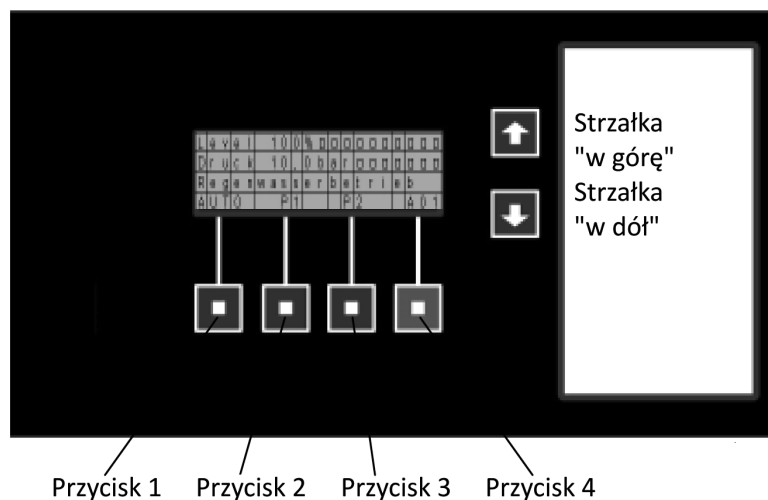 Level 100%
Druck 10,0bar
Regenwasserbetrieb
AUTO P1 P2 A01
Strzałka
"w górę"
Strzałka
"w dół"
Przycisk 1 Przycisk 2 Przycisk 3 Przycisk 4